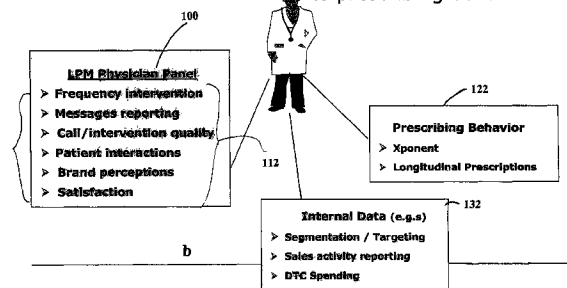 100
LPM Physician Panel
➢ Frequency intervention
➢ Messages reporting
➢ Call/intervention quality
➢ Patient interactions
➢ Brand perceptions
➢ Satisfaction
112
122
Prescribing Behavior
➢ Xponent
➢ Longitudinal Prescriptions
132
Internal Data (e.g.s)
➢ Segmentation / Targeting
➢ Sales activity reporting
➢ DTC Spending
b